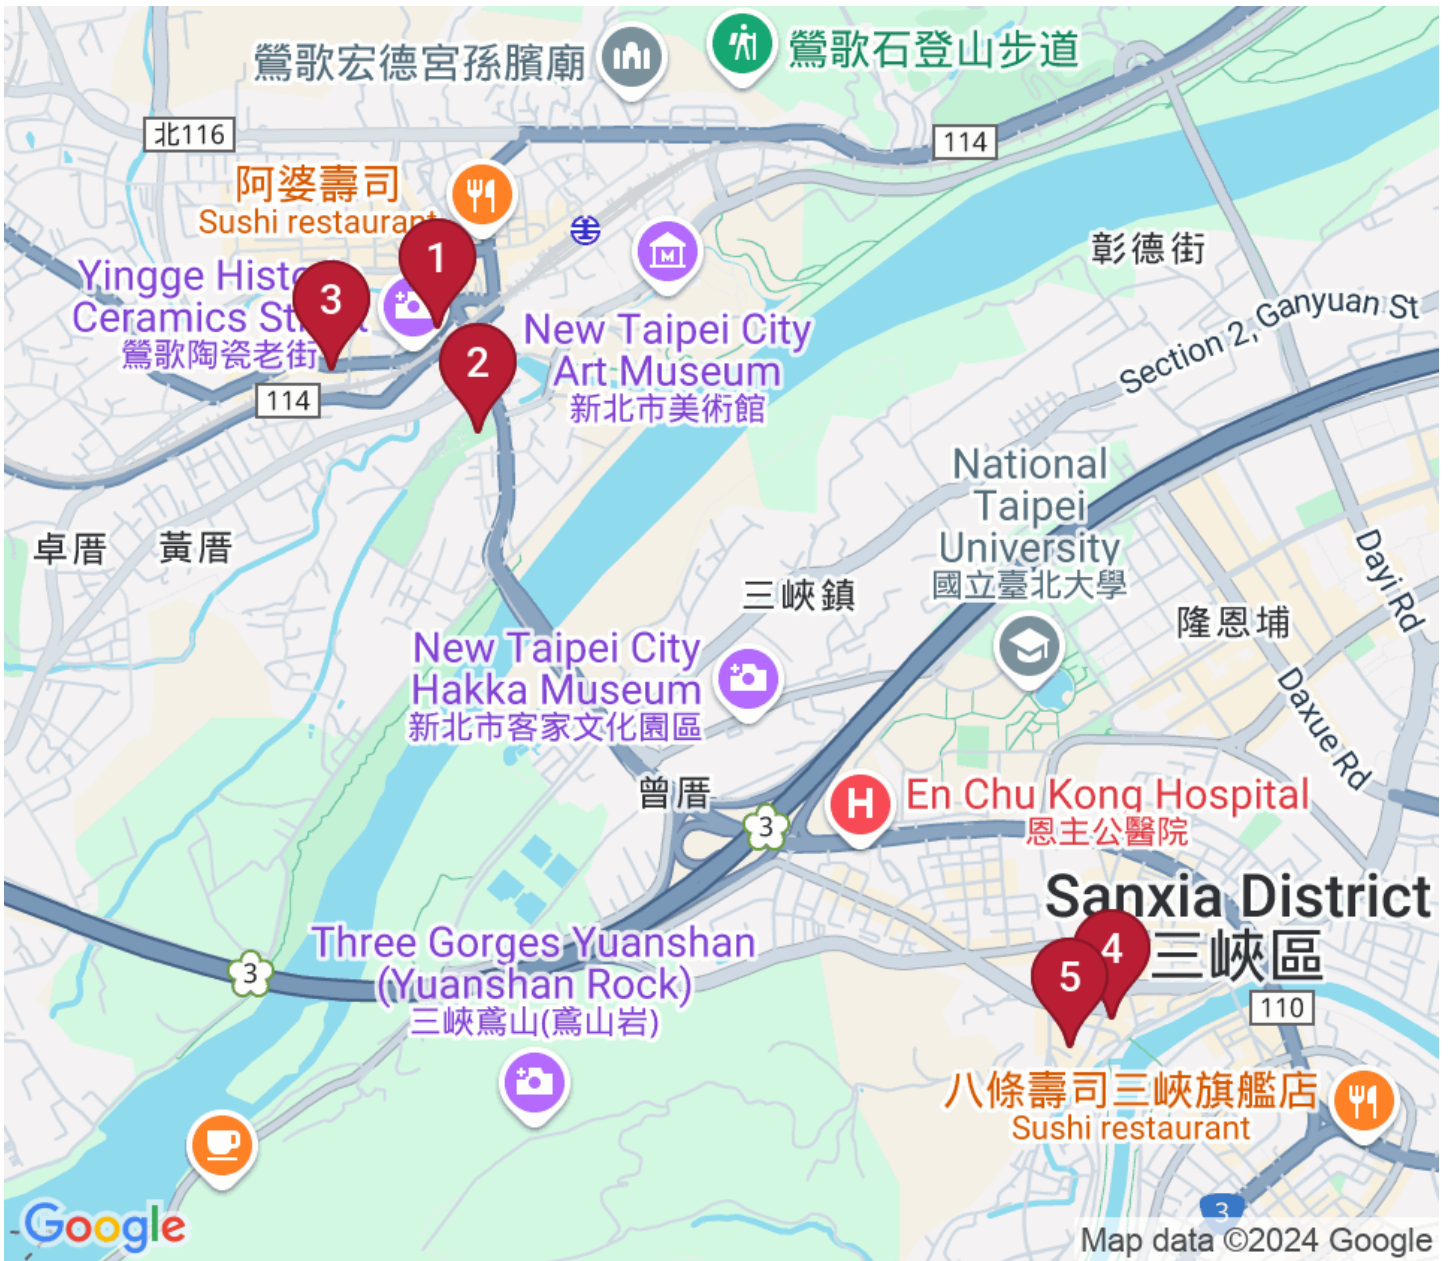 鶯歌宏德宮孫臏廟
鶯歌石登山步道
北116
114
阿婆壽司
Sushi restaurant
1
3
2
Yingge Histo
Ceramics St t
鶯歌陶瓷老街
114
New Taipei City
Art Museum
新北市美術館
彰德街
Section 2, Ganyuan St
National
Taipei
University
國立臺北大學
卓厝
黃厝
三峽鎮
隆恩埔
Dayi Rd
Daxue Rd
New Taipei City
Hakka Museum
新北市客家文化園區
曾厝
3
H
En Chu Kong Hospital
恩主公醫院
Sanxia District
三峽區
4
5
110
3
Three Gorges Yuanshan
(Yuanshan Rock)
三峽鳶山(鳶山岩)
八條壽司三峽旗艦店
Sushi restaurant
3
Google
Map data ©2024 Google